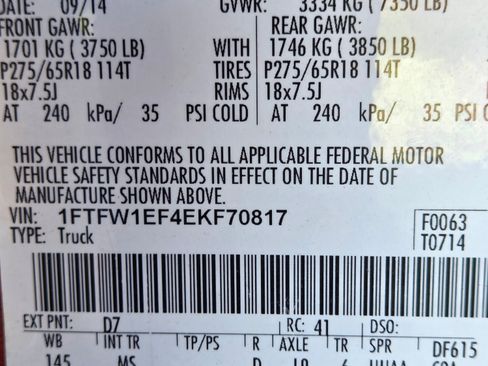 DATE: 09/14 GVWR: 3334 KG ( 7350 LB)
FRONT GAWR: REAR GAWR:
1701 KG ( 3750 LB) WITH 1746 KG ( 3850 LB)
P275/65R18 114T TIRES P275/65R18 114T
18x7.5J RIMS 18x7.5J
AT 240 kPa/ 35 PSI COLD AT 240 kPa/ 35 PSI C
THIS VEHICLE CONFORMS TO ALL APPLICABLE FEDERAL MOTOR
VEHICLE SAFETY STANDARDS IN EFFECT ON THE DATE OF
MANUFACTURE SHOWN ABOVE.
VIN: 1FTFW1EF4EKF70817 F0063
TYPE: Truck T0714
EXT PNT: D7 RC: 41 DSO:
WB INT TR TP/PS R AXLE TR SPR DF615
145 MS D L9 6